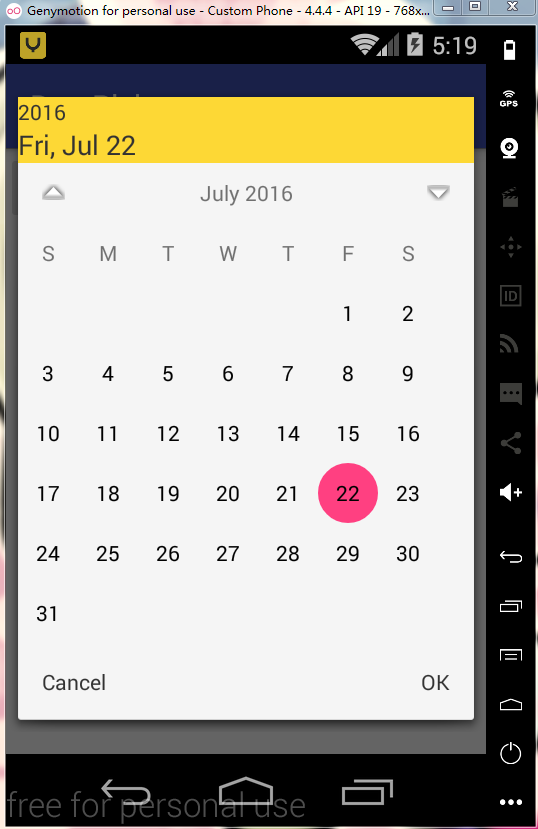 Genymotion for personal use - Custom Phone - 4.4.4 - API 19 - 768x...
5:19
GPS
2016
Fri, Jul 22
July 2016
S M T W T F S
1 2
3 4 5 6 7 8 9
10 11 12 13 14 15 16
17 18 19 20 21 22 23
24 25 26 27 28 29 30
31
ID
Cancel OK
free for personal use